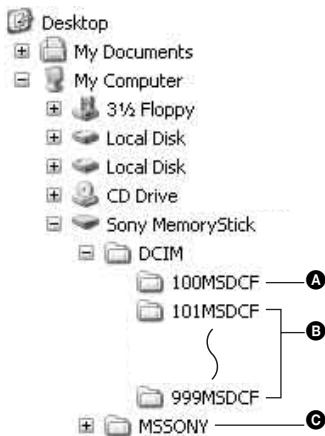 Desktop
My Documents
My Computer
3½ Floppy
Local Disk
Local Disk
CD Drive
Sony MemoryStick
DCIM
100MSDCF A
101MSDCF
B
999MSDCF
MSSONY C